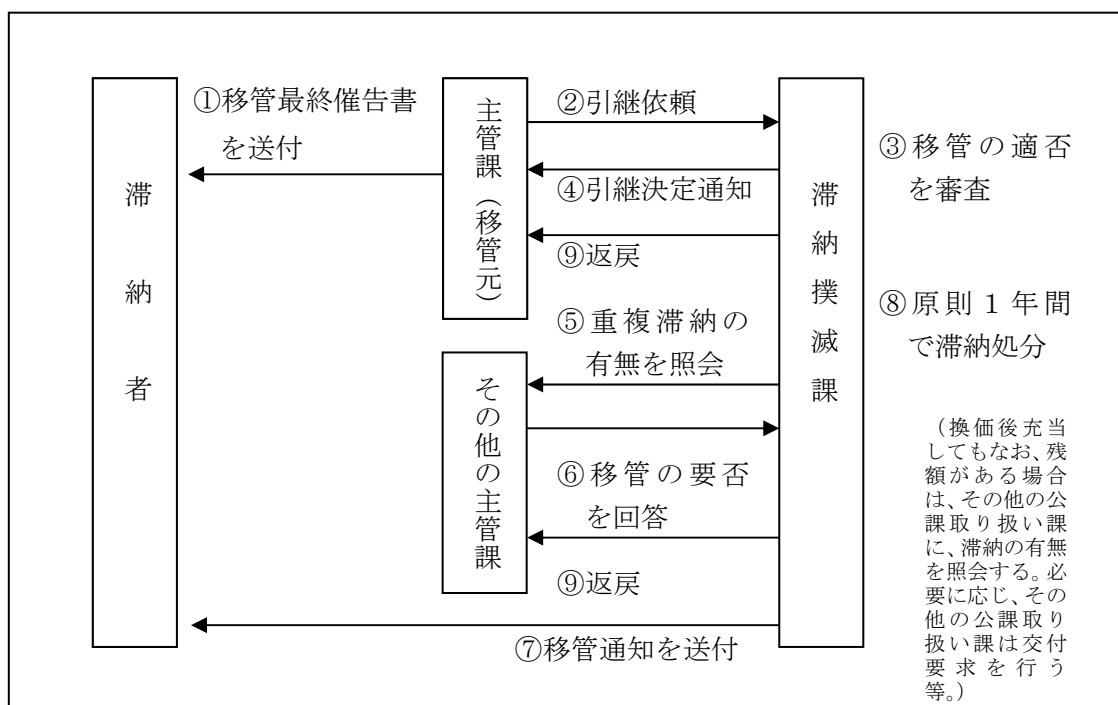 ①移管最終催告書
を送付
滞納者
主管課（移管元）
②引継依頼
④引継決定通知
⑨返戻
滞納撲滅課
③移管の適否
を審査
⑤重複滞納の
有無を照会
その他の主管課
⑥移管の要否
を回答
⑨返戻
⑦移管通知を送付
⑧原則１年間
で滞納処分
（換価後充当
してもなお、残
額がある場合
は、その他の公
課取り扱い課
に、滞納の有無
を照会する。必
要に応じ、その
他の公課取り
扱い課は交付
要求を行う
等。）